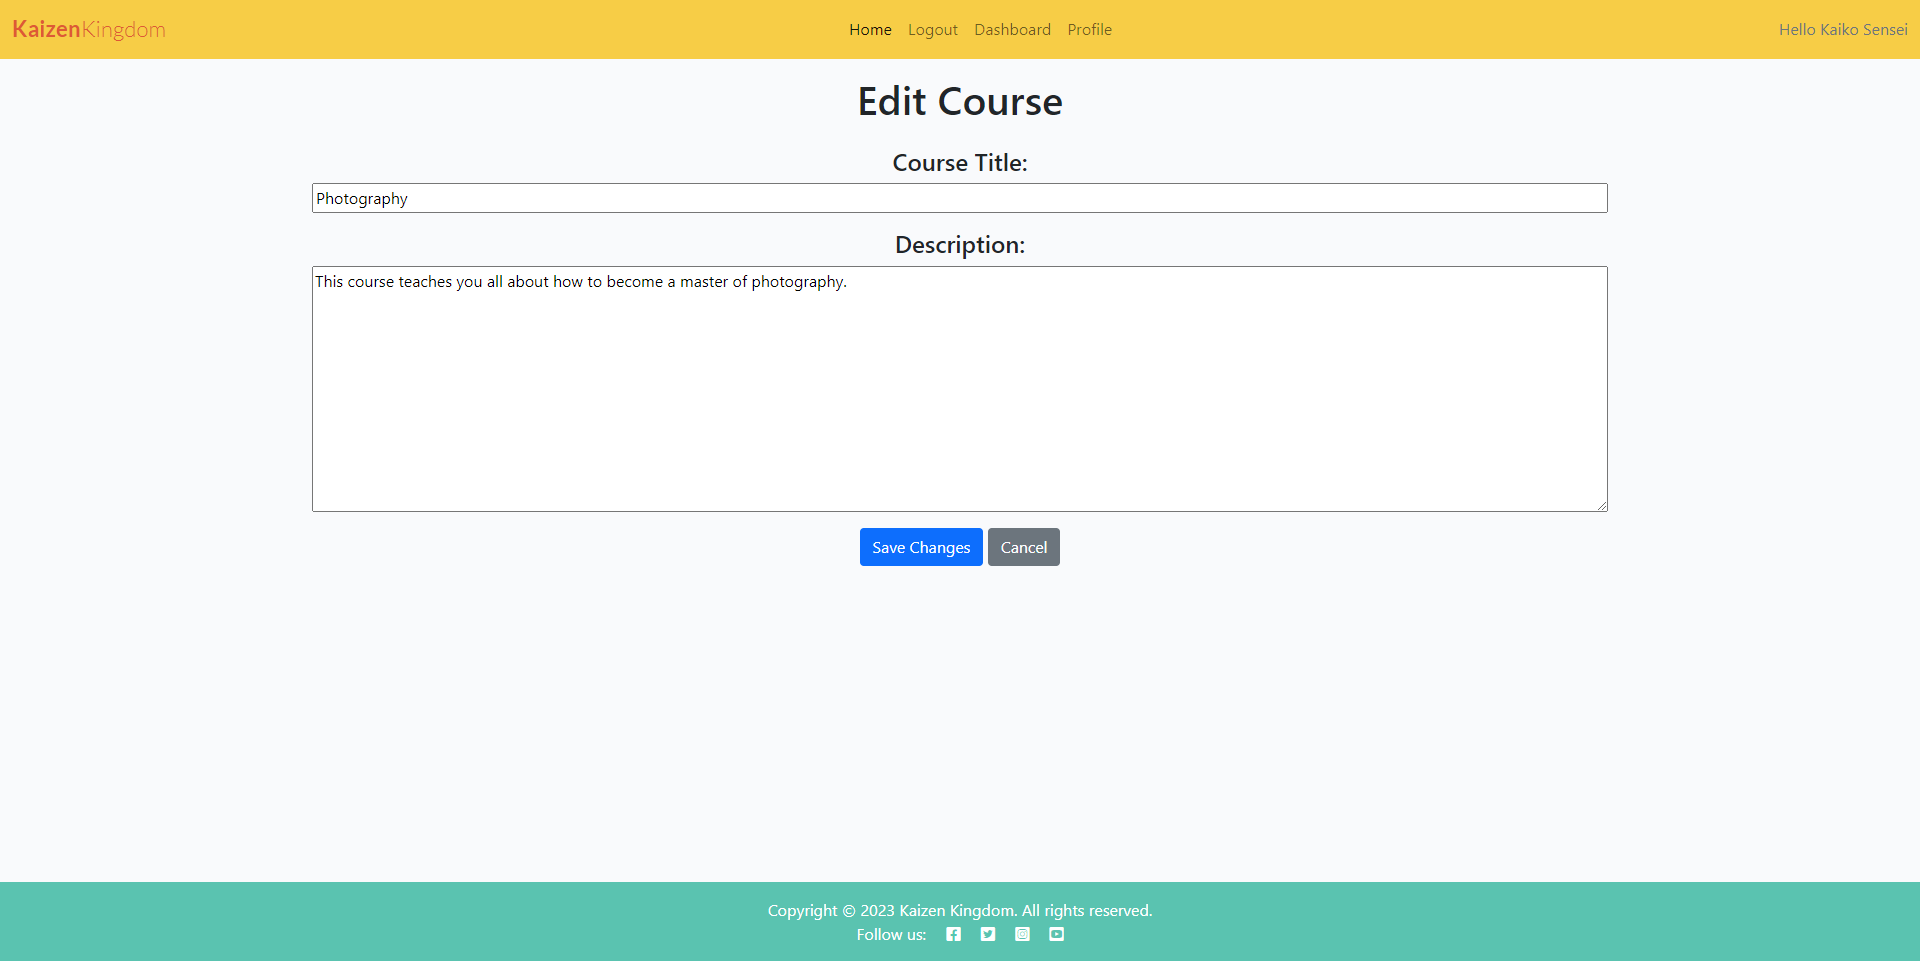 KaizenKingdom
Home Logout Dashboard Profile
Hello Kaiko Sensei
Edit Course
Course Title:
Photography
Description:
This course teaches you all about how to become a master of photography.
Save Changes Cancel
Copyright © 2023 Kaizen Kingdom. All rights reserved.
Follow us: